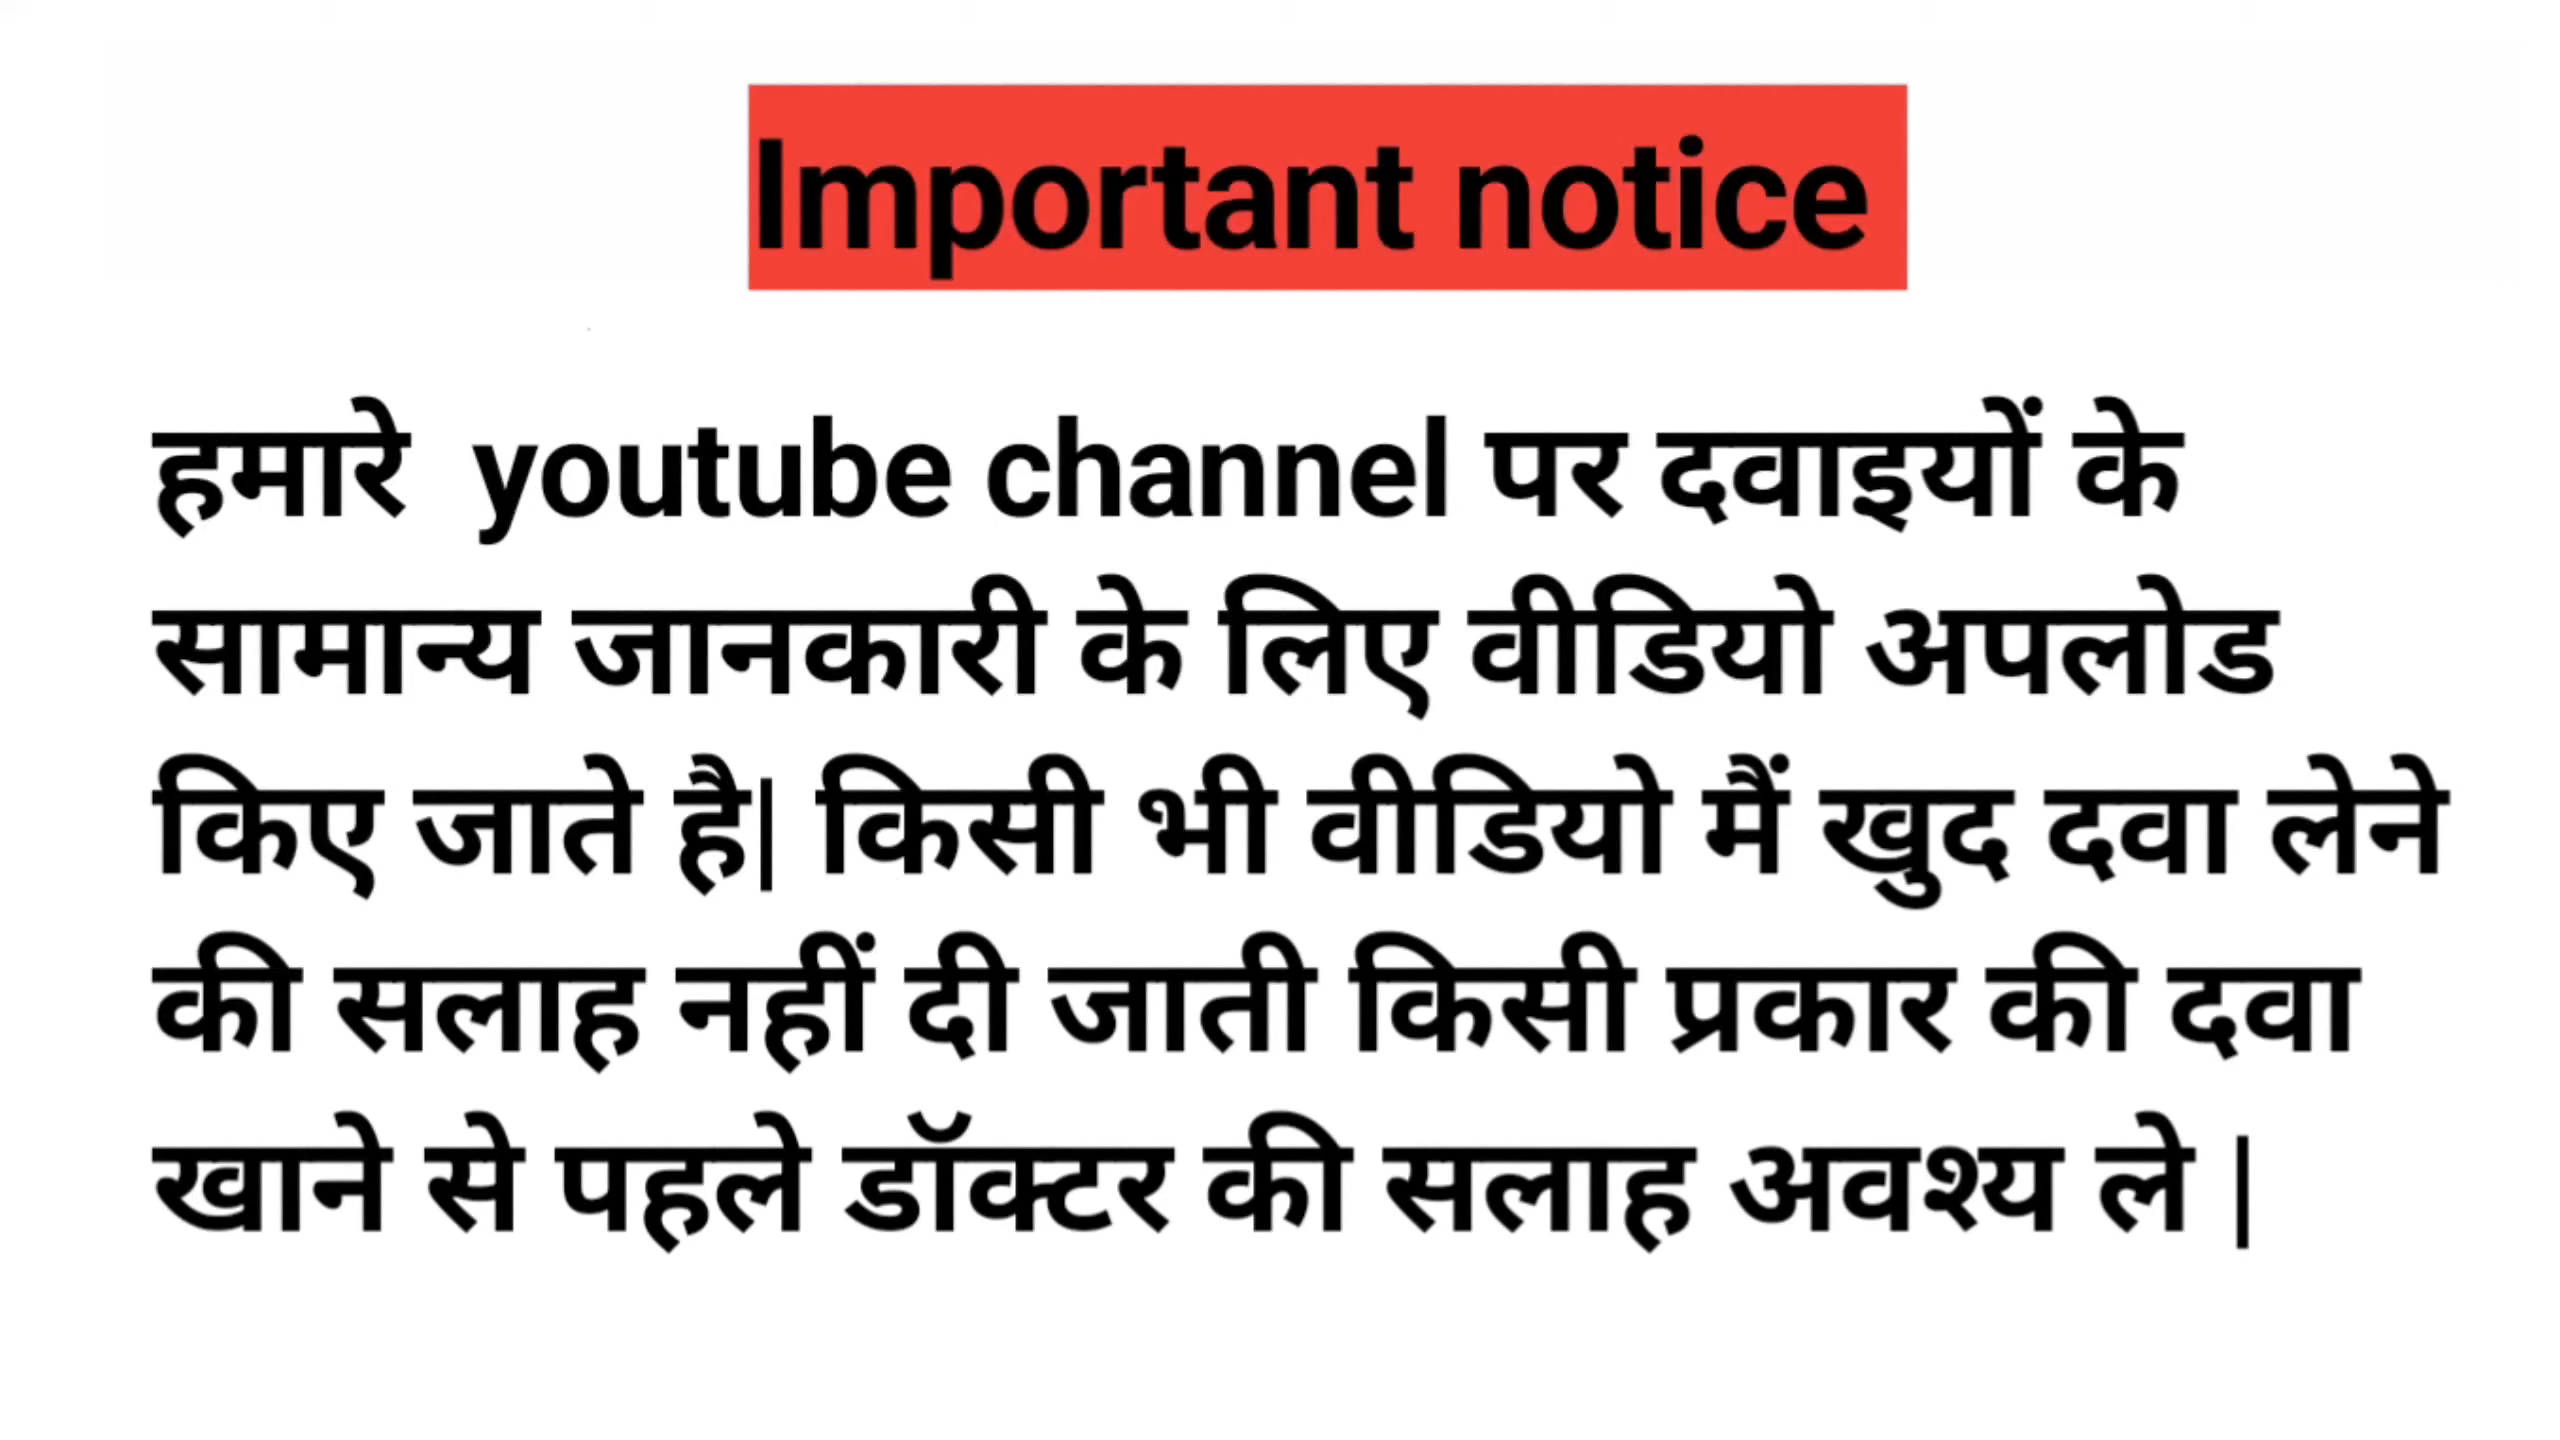 Important notice
हमारे youtube channel पर दवाइयों के
सामान्य जानकारी के लिए वीडियो अपलोड
किए जाते है| किसी भी वीडियो मैं खुद दवा लेने
की सलाह नहीं दी जाती किसी प्रकार की दवा
खाने से पहले डॉक्टर की सलाह अवश्य ले |